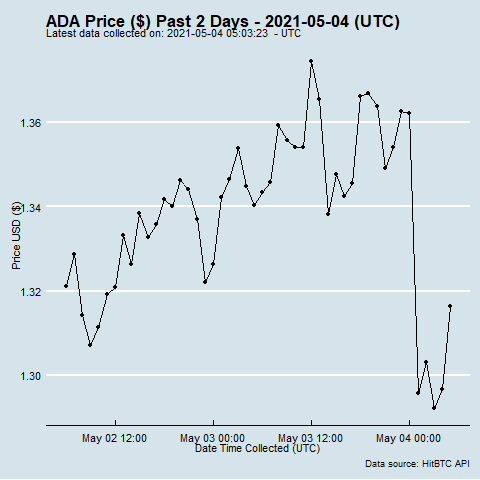 ADA Price ($) Past 2 Days - 2021-05-04 (UTC)
Latest data collected on: 2021-05-04 05:03:23  - UTC
1.36
1.34
1.32
1.30
Price USD ($)
May 02 12:00
May 03 00:00
May 03 12:00
May 04 00:00
Date Time Collected (UTC)
Data source: HitBTC API